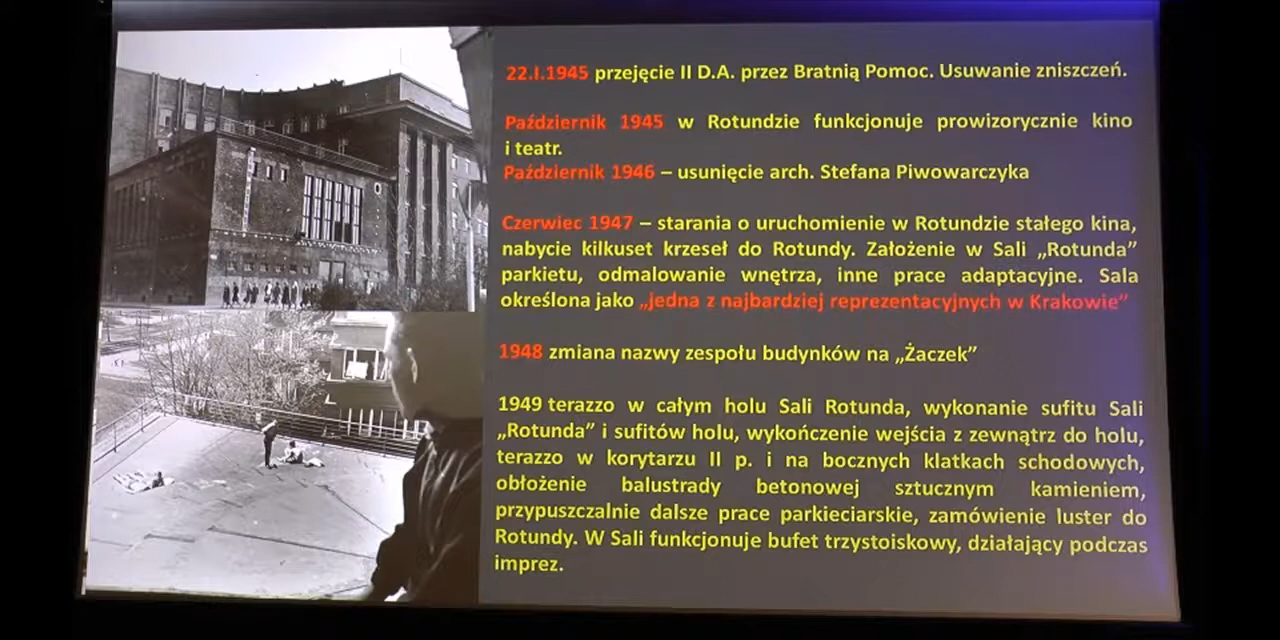 22.I.1945 przejęcie II D.A. przez Bratnią Pomoc. Usuwanie zniszczeń.
Październik 1945 w Rotundzie funkcjonuje prowizorycznie kino
i teatr.
Październik 1946 – usunięcie arch. Stefana Piwowarczyka
Czerwiec 1947 – starania o uruchomienie w Rotundzie stałego kina,
nabycie kilkuset krzeseł do Rotundy. Założenie w Sali „Rotunda”
parkietu, odmalowanie wnętrza, inne prace adaptacyjne. Sala
określona jako „jedna z najbardziej reprezentacyjnych w Krakowie”
1948 zmiana nazwy zespołu budynków na „Żaczek”
1949 terazzo w całym holu Sali Rotunda, wykonanie sufitu Sali
„Rotunda” i sufitów holu, wykończenie wejścia z zewnątrz do holu,
terazzo w korytarzu II p. i na bocznych klatkach schodowych,
obłożenie balustrady betonowej sztucznym kamieniem,
przypuszczalnie dalsze prace parkieciarskie, zamówienie luster do
Rotundy. W Sali funkcjonuje bufet trzystoiskowy, działający podczas
imprez.